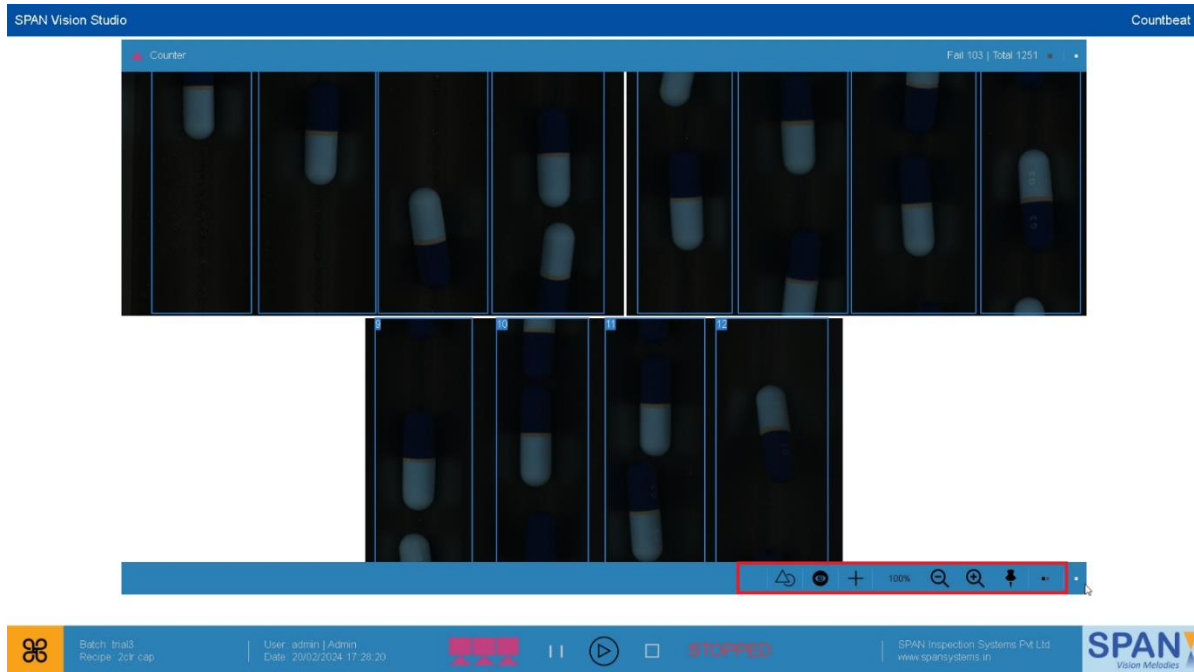 SPAN Vision Studio
Countbeat
Counter
Fail 103 | Total 1251
9
10
11
12
100%
Batch: trial3
Recipe: 2clr cap
User: admin | Admin
Date: 20/02/2024 17:28:20
STOPPED
SPAN Inspection Systems Pvt Ltd
www.spansystems.in
SPAN
Vision Melodies